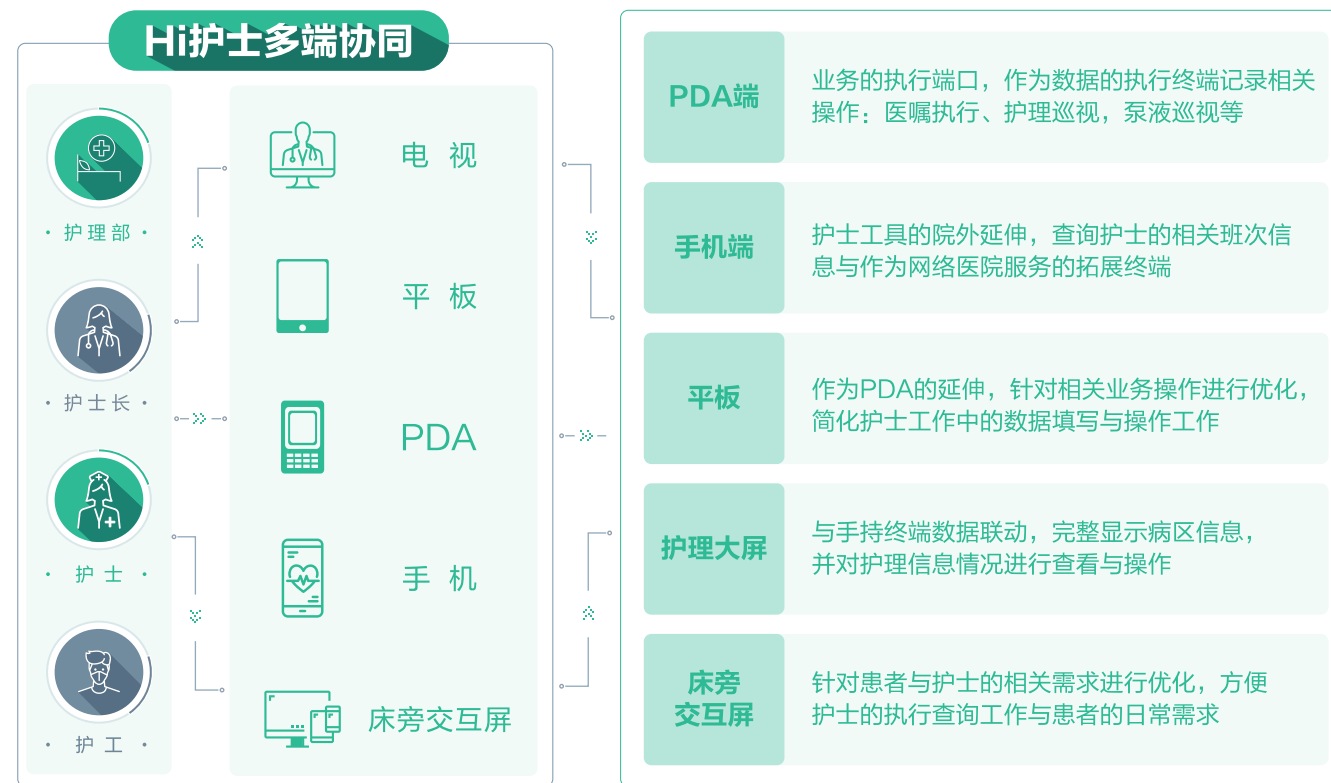 Hi护士多端协同
· 护理部 ·
· 护士长 ·
· 护 士 ·
· 护 工 ·
电 视
平 板
PDA
手 机
床旁交互屏
PDA端
业务的执行端口，作为数据的执行终端记录相关
操作：医嘱执行、护理巡视，泵液巡视等
手机端
护士工具的院外延伸，查询护士的相关班次信
息与作为网络医院服务的拓展终端
平板
作为PDA的延伸，针对相关业务操作进行优化，
简化护士工作中的数据填写与操作工作
护理大屏
与手持终端数据联动，完整显示病区信息，
并对护理信息情况进行查看与操作
床旁
交互屏
针对患者与护士的相关需求进行优化，方便
护士的执行查询工作与患者的日常需求